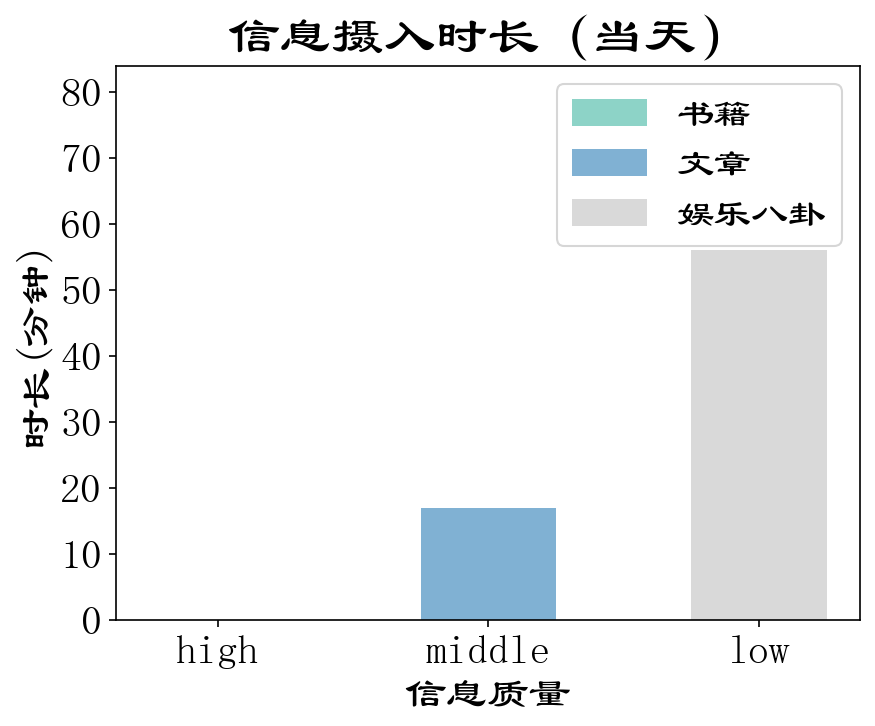 信息摄入时长（当天）
书籍
文章
娱乐八卦
时长(分钟)
80
70
60
50
40
30
20
10
0
high middle low
信息质量